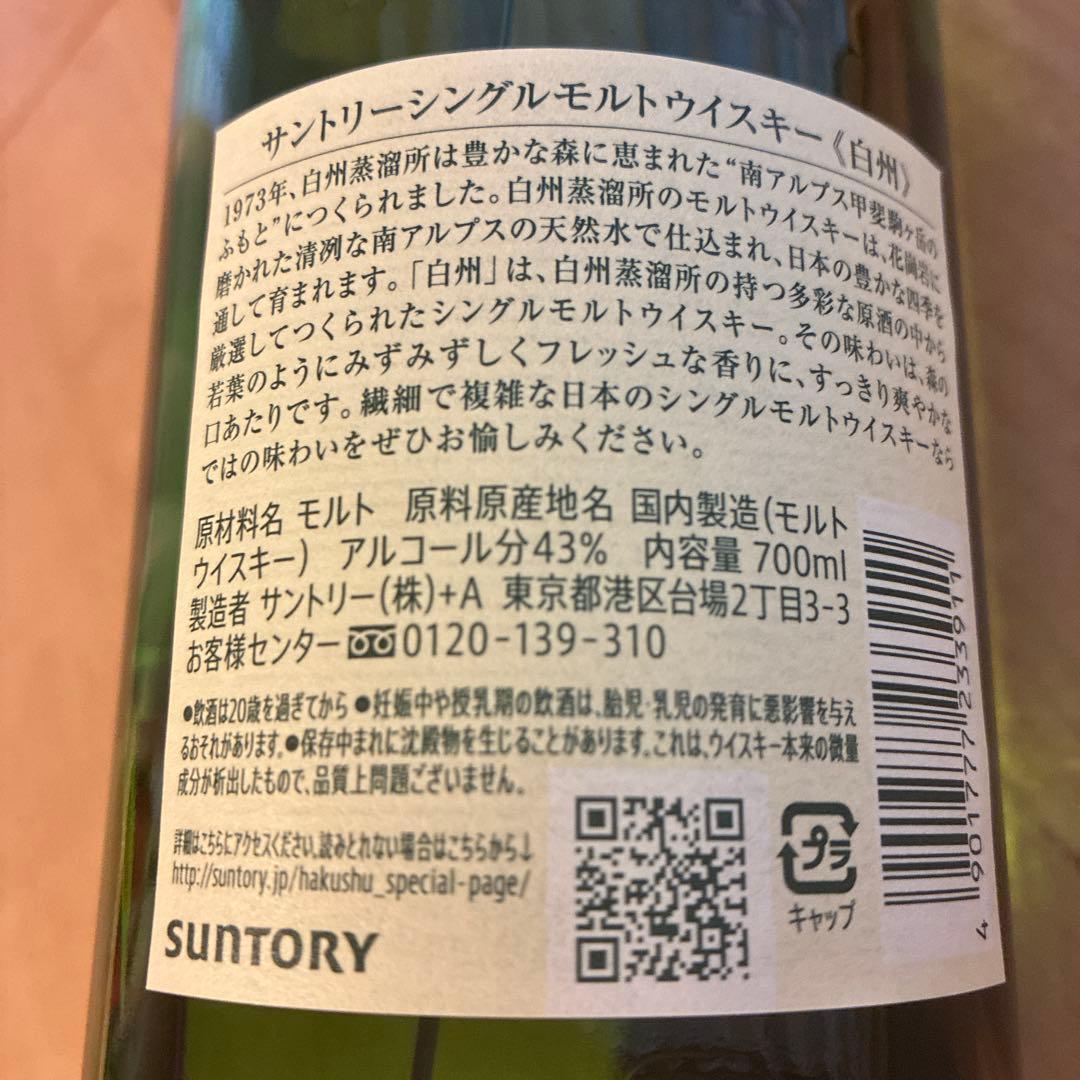 サントリーシングルモルトウイスキー《白州》
1973年、白州蒸溜所は豊かな森に恵まれた“南アルプス甲斐駒ヶ岳の
ふもと”につくられました。白州蒸溜所のモルトウイスキーは、花崗岩に
磨かれた清冽な南アルプスの天然水で仕込まれ、日本の豊かな四季を
通して育まれます。「白州」は、白州蒸溜所の持つ多彩な原酒の中から
厳選してつくられたシングルモルトウイスキー。その味わいは、森の
若葉のようにみずみずしくフレッシュな香りに、すっきり爽やかな
口あたりです。繊細で複雑な日本のシングルモルトウイスキーなら
ではの味わいをぜひお愉しみください。
原材料名 モルト 原料原産地名 国内製造(モルト
ウイスキー) アルコール分43% 内容量 700ml
製造者 サントリー(株)+A 東京都港区台場2丁目3-3
お客様センター 0120-139-310
●飲酒は20歳を過ぎてから ●妊娠中や授乳期の飲酒は、胎児・乳児の発育に悪影響を与え
るおそれがあります。●保存中まれに沈殿物を生じることがあります。これは、ウイスキー本来の微量
成分が析出したもので、品質上問題ございません。
詳細はこちらにアクセスください。読みとれない場合はこちらから↓
http://suntory.jp/hakushu_special-page/
SUNTORY
プラ
キャップ
4 901777 233911